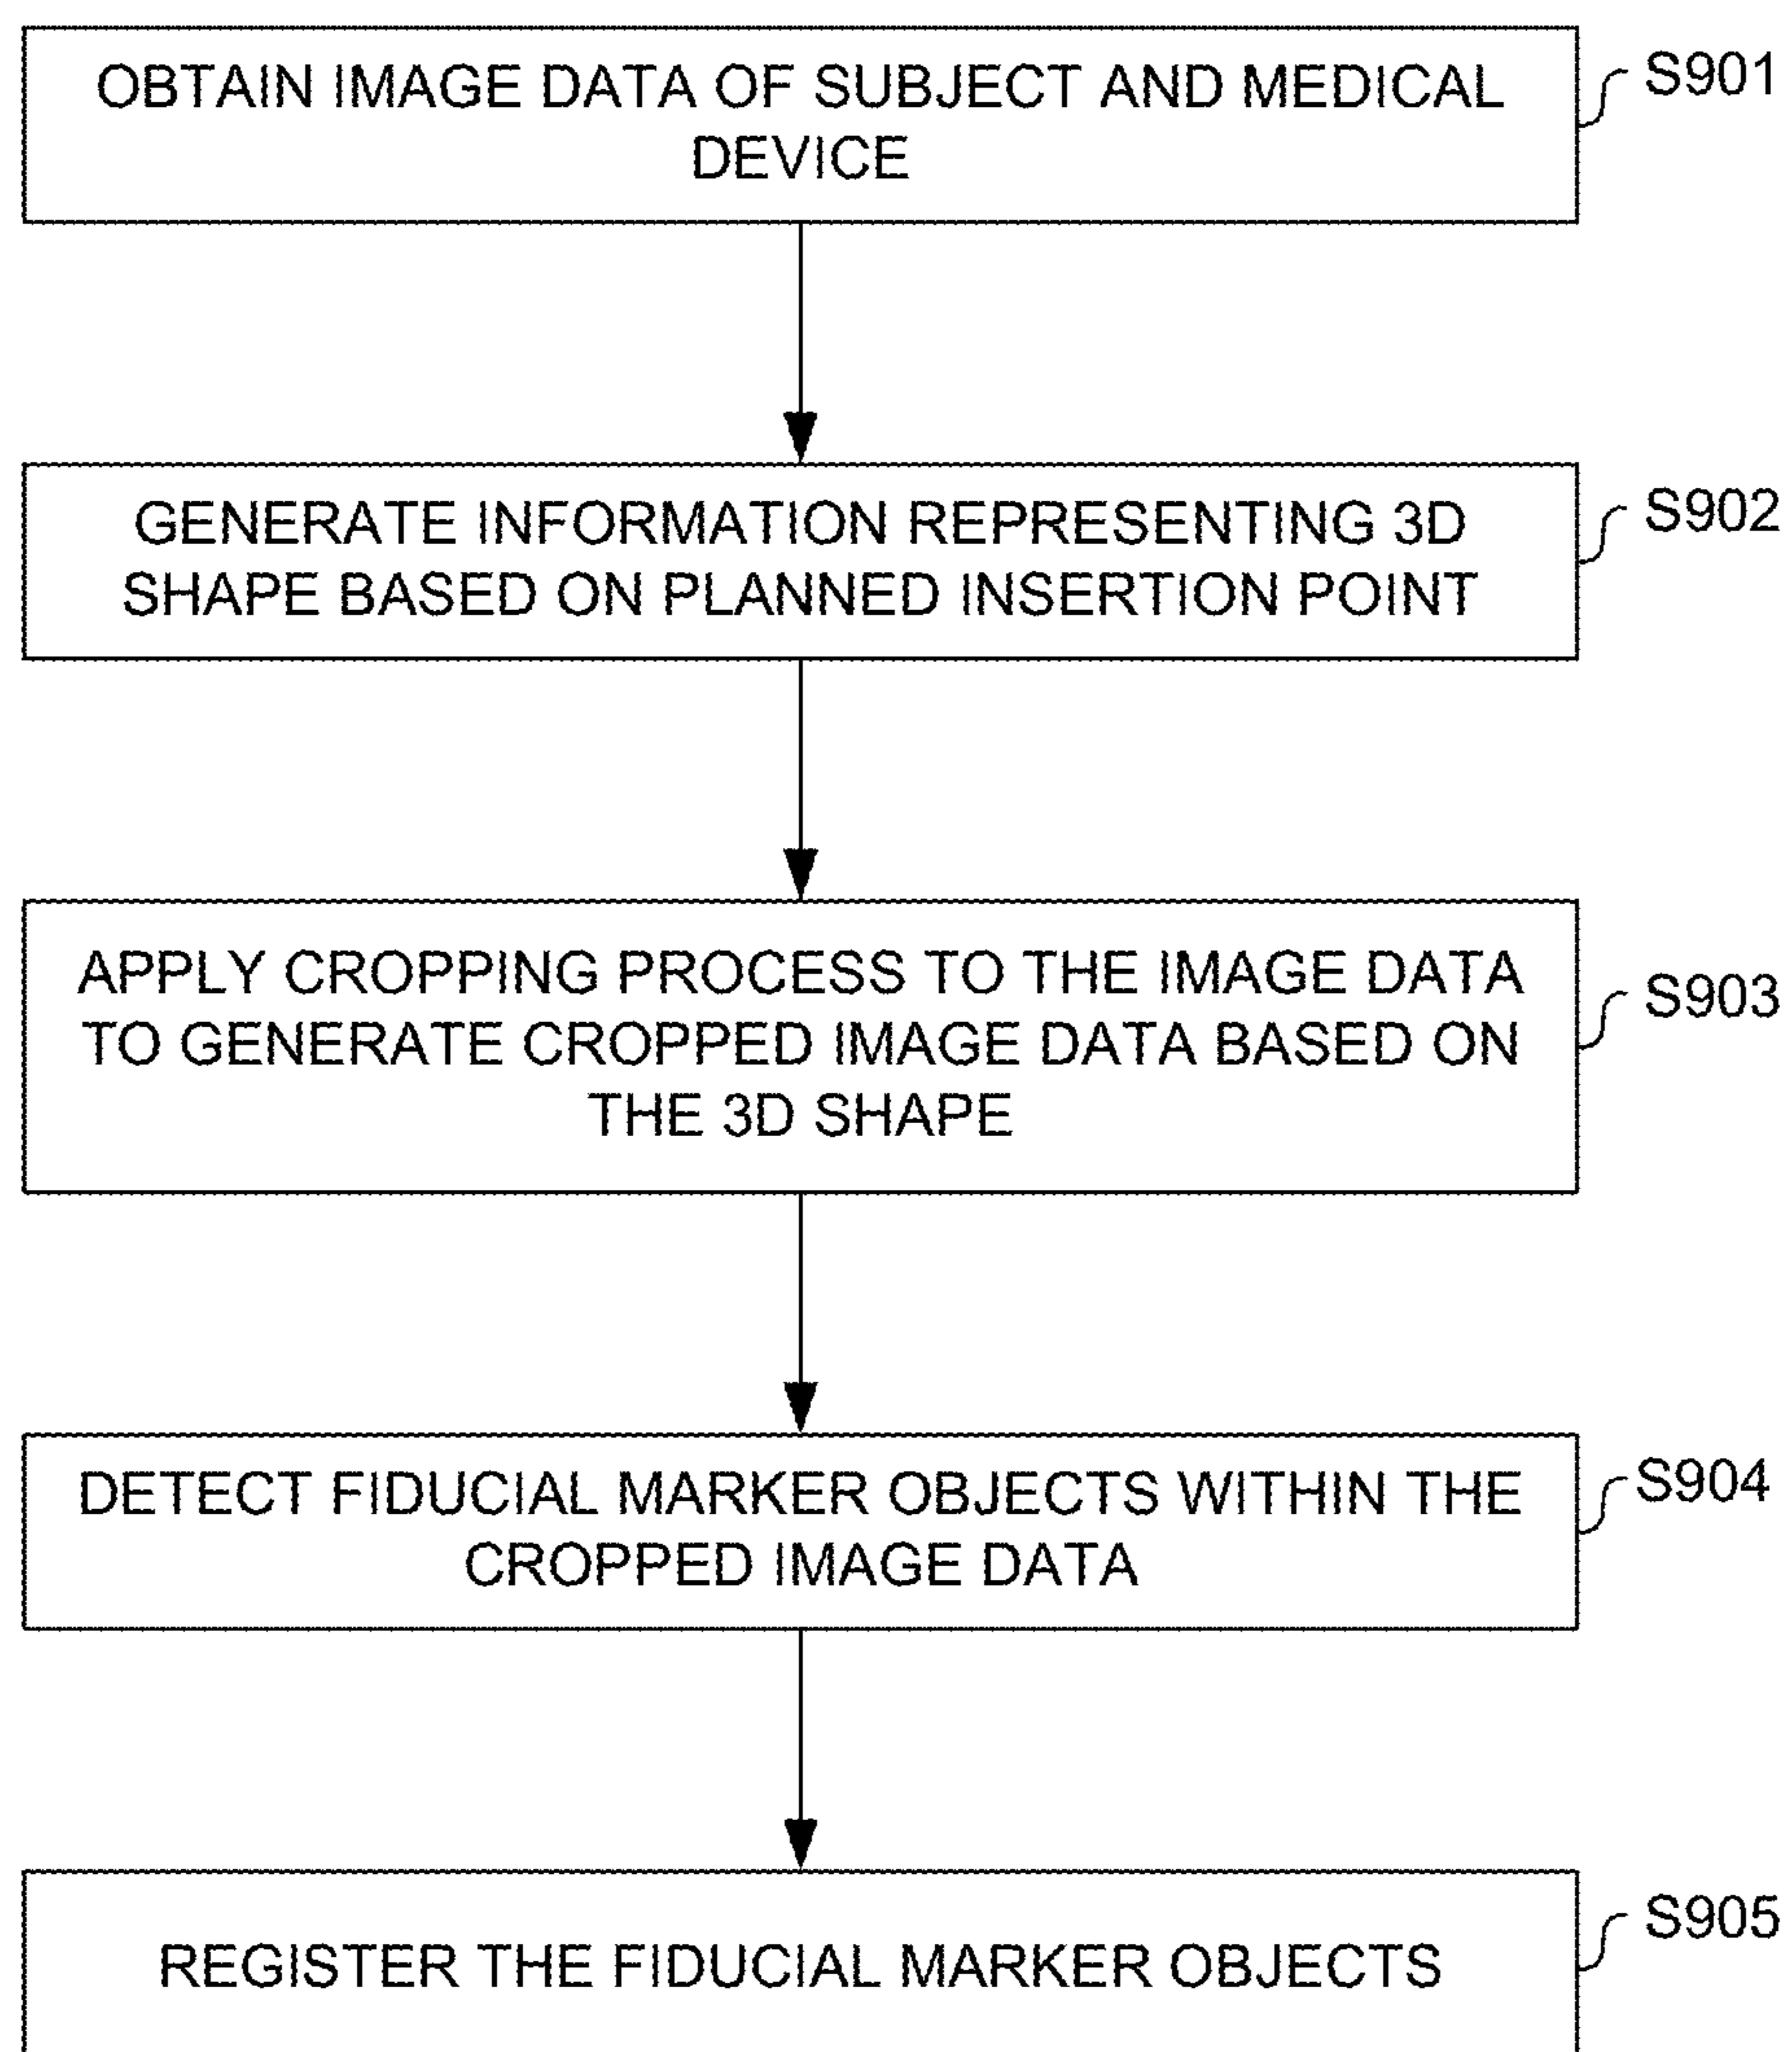 OBTAIN IMAGE DATA OF SUBJECT AND MEDICAL
DEVICE
S901
GENERATE INFORMATION REPRESENTING 3D
SHAPE BASED ON PLANNED INSERTION POINT
S902
APPLY CROPPING PROCESS TO THE IMAGE DATA
TO GENERATE CROPPED IMAGE DATA BASED ON
THE 3D SHAPE
S903
DETECT FIDUCIAL MARKER OBJECTS WITHIN THE
CROPPED IMAGE DATA
S904
REGISTER THE FIDUCIAL MARKER OBJECTS
S905